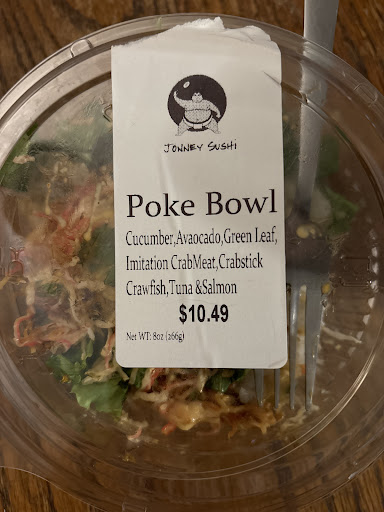 JONNEY SUSHI
Poke Bowl
Cucumber,Avaocado,Green Leaf,
Imitation CrabMeat,Crabstick
Crawfish,Tuna &Salmon
$10.49
Net WT: 8oz (266g)